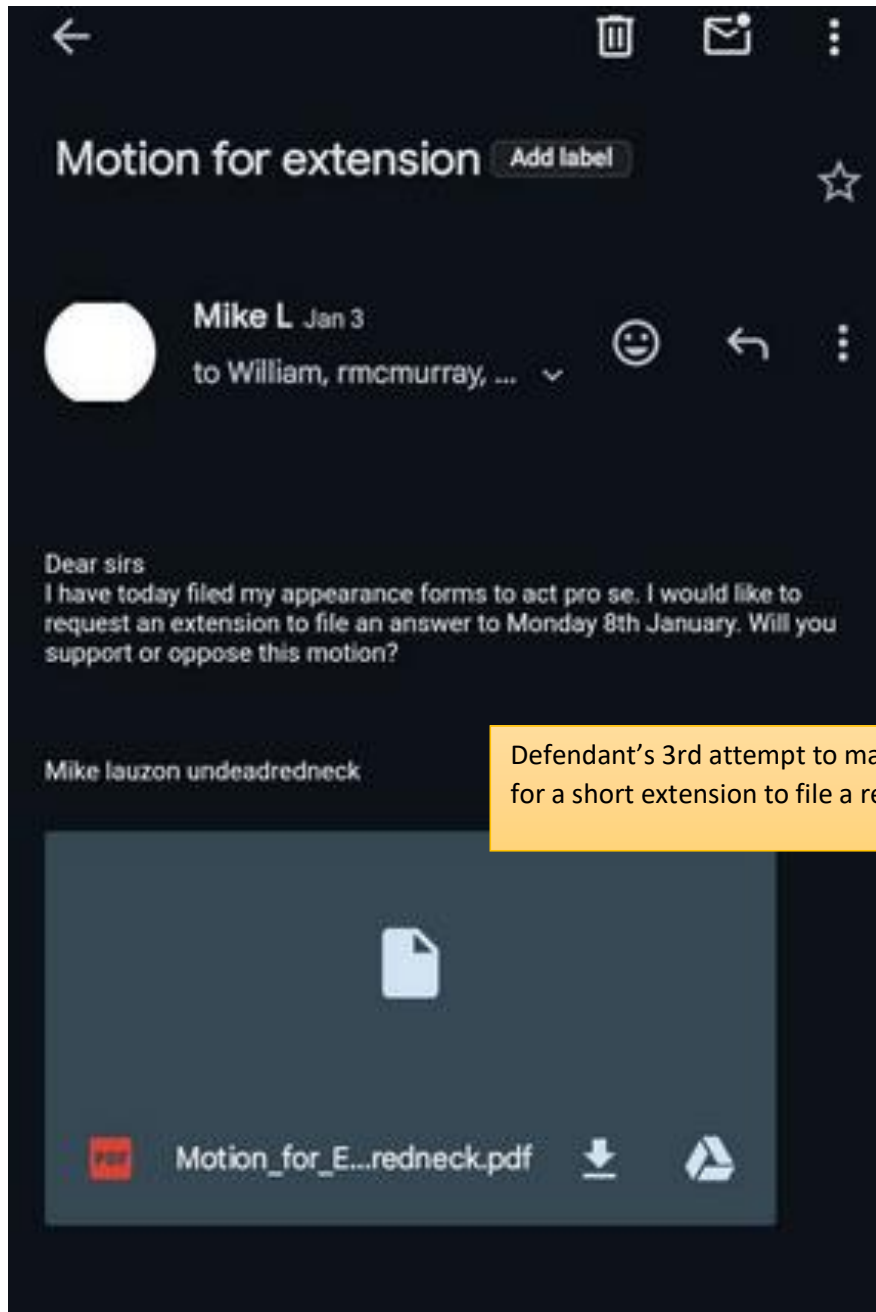 Motion for extension Add label
Mike L Jan 3
to William, rmcmurray, ...
Dear sirs
I have today filed my appearance forms to act pro se. I would like to
request an extension to file an answer to Monday 8th January. Will you
support or oppose this motion?
Mike lauzon undeadredneck
Defendant's 3rd attempt to ma
for a short extension to file a re
PDF Motion_for_E...redneck.pdf